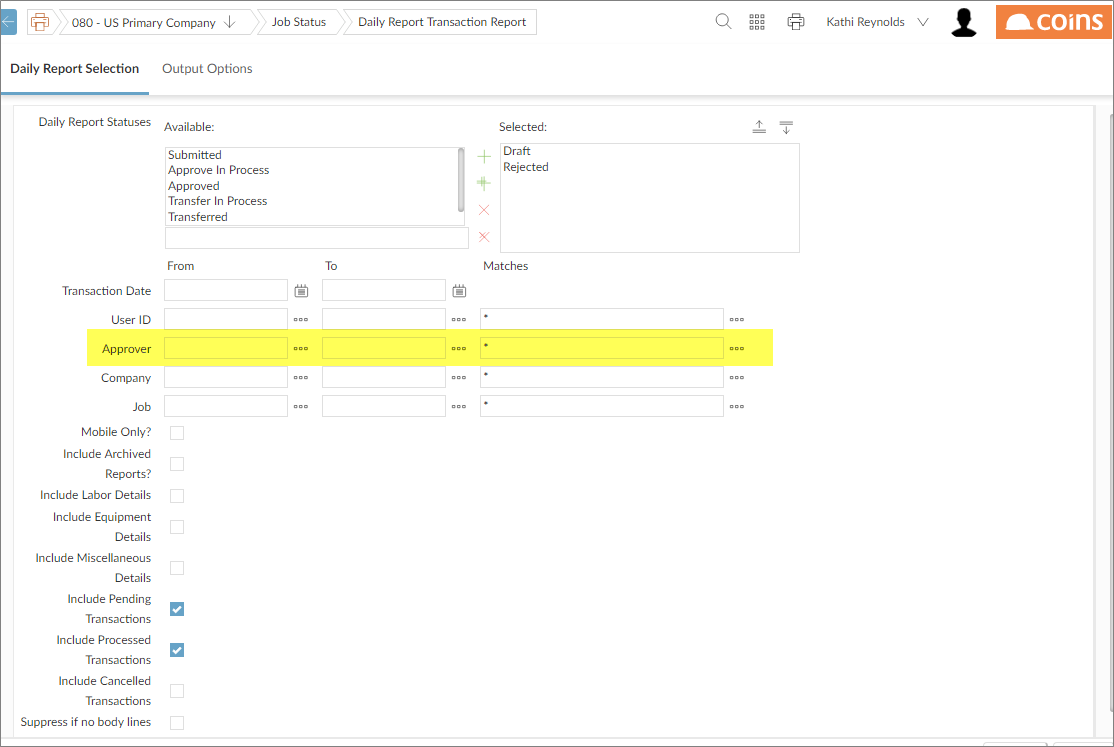 080 - US Primary Company
Job Status
Daily Report Transaction Report
Kathi Reynolds
coins
Daily Report Selection
Output Options
Daily Report Statuses
Available:
Selected:
Submitted
Approve In Process
Approved
Transfer In Process
Transferred
Draft
Rejected
From
To
Matches
Transaction Date
User ID
*
Approver
*
Company
*
Job
*
Mobile Only?
Include Archived
Reports?
Include Labor Details
Include Equipment
Details
Include Miscellaneous
Details
Include Pending
Transactions
Include Processed
Transactions
Include Cancelled
Transactions
Suppress if no body lines